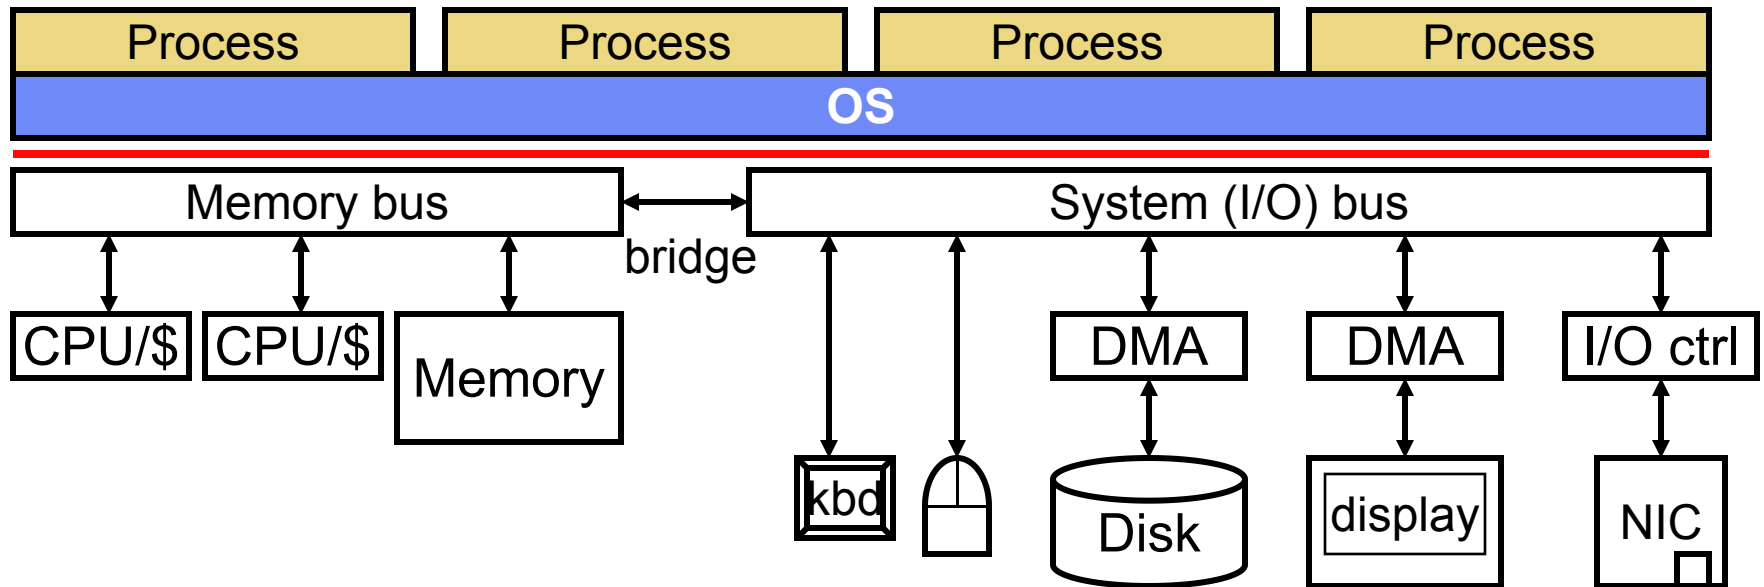 Process Process Process Process
OS
Memory bus System (I/O) bus
bridge
CPU/$ CPU/$ Memory DMA DMA I/O ctrl
kbd Disk display NIC